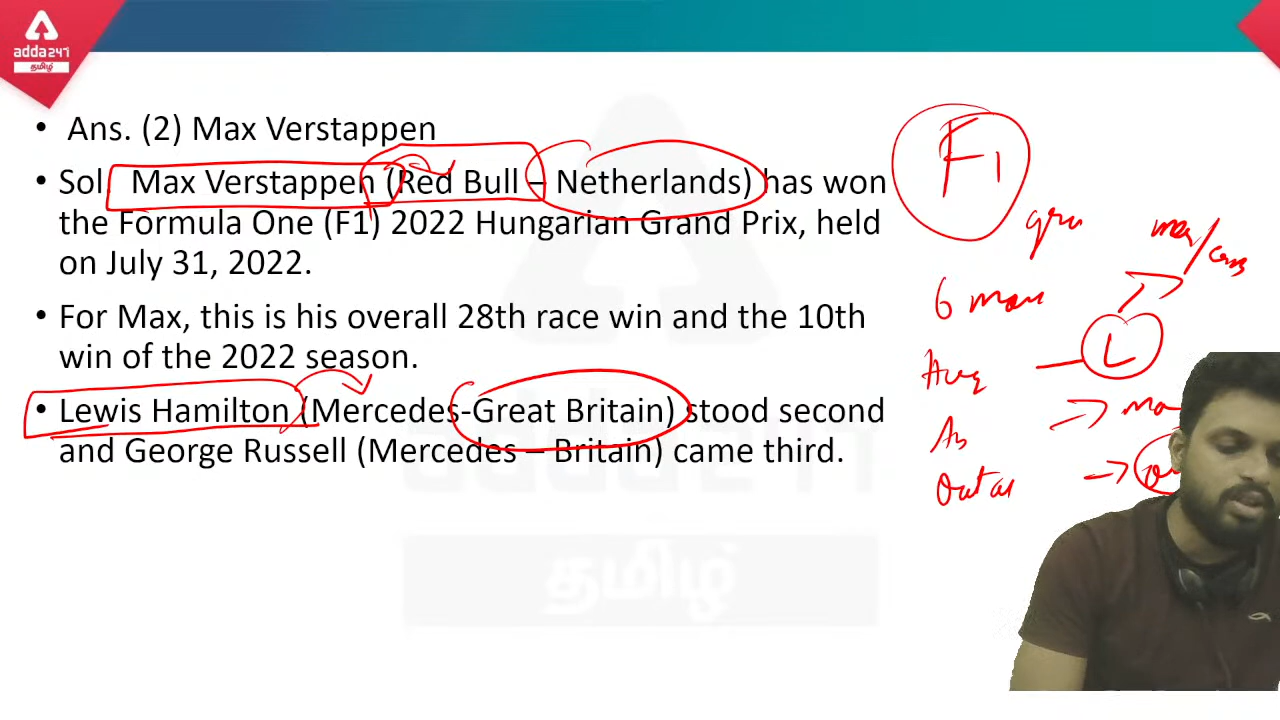 adda247
தமிழ்
• Ans. (2) Max Verstappen
• Sol. Max Verstappen (Red Bull – Netherlands) has won
the Formula One (F1) 2022 Hungarian Grand Prix, held
on July 31, 2022.
• For Max, this is his overall 28th race win and the 10th
win of the 2022 season.
• Lewis Hamilton (Mercedes-Great Britain) stood second
and George Russell (Mercedes – Britain) came third.
F1
6
L
தமிழ்